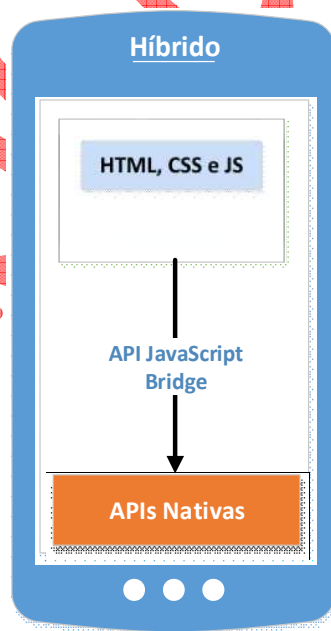 Híbrido
HTML, CSS e JS
API JavaScript
Bridge
APIs Nativas